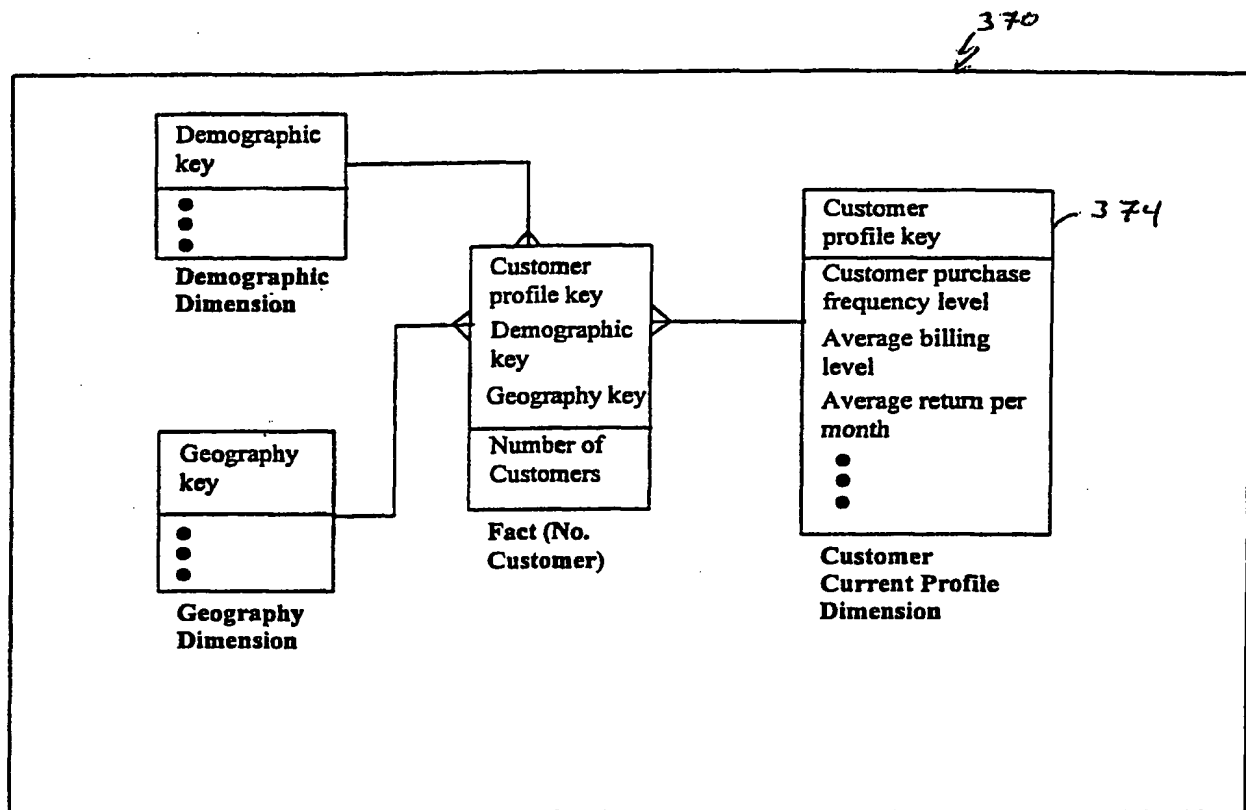 370
Demographic
key
Demographic
Dimension
Geography
key
Geography
Dimension
Customer
profile key
Demographic
key
Geography key
Number of
Customers
Fact (No.
Customer)
Customer
profile key
Customer purchase
frequency level
Average billing
level
Average return per
month
Customer
Current Profile
Dimension
374